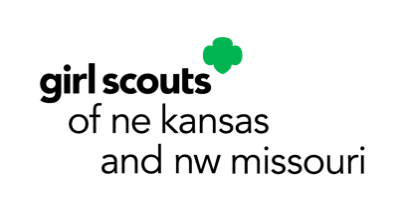 girl scouts
of ne kansas
and nw missouri